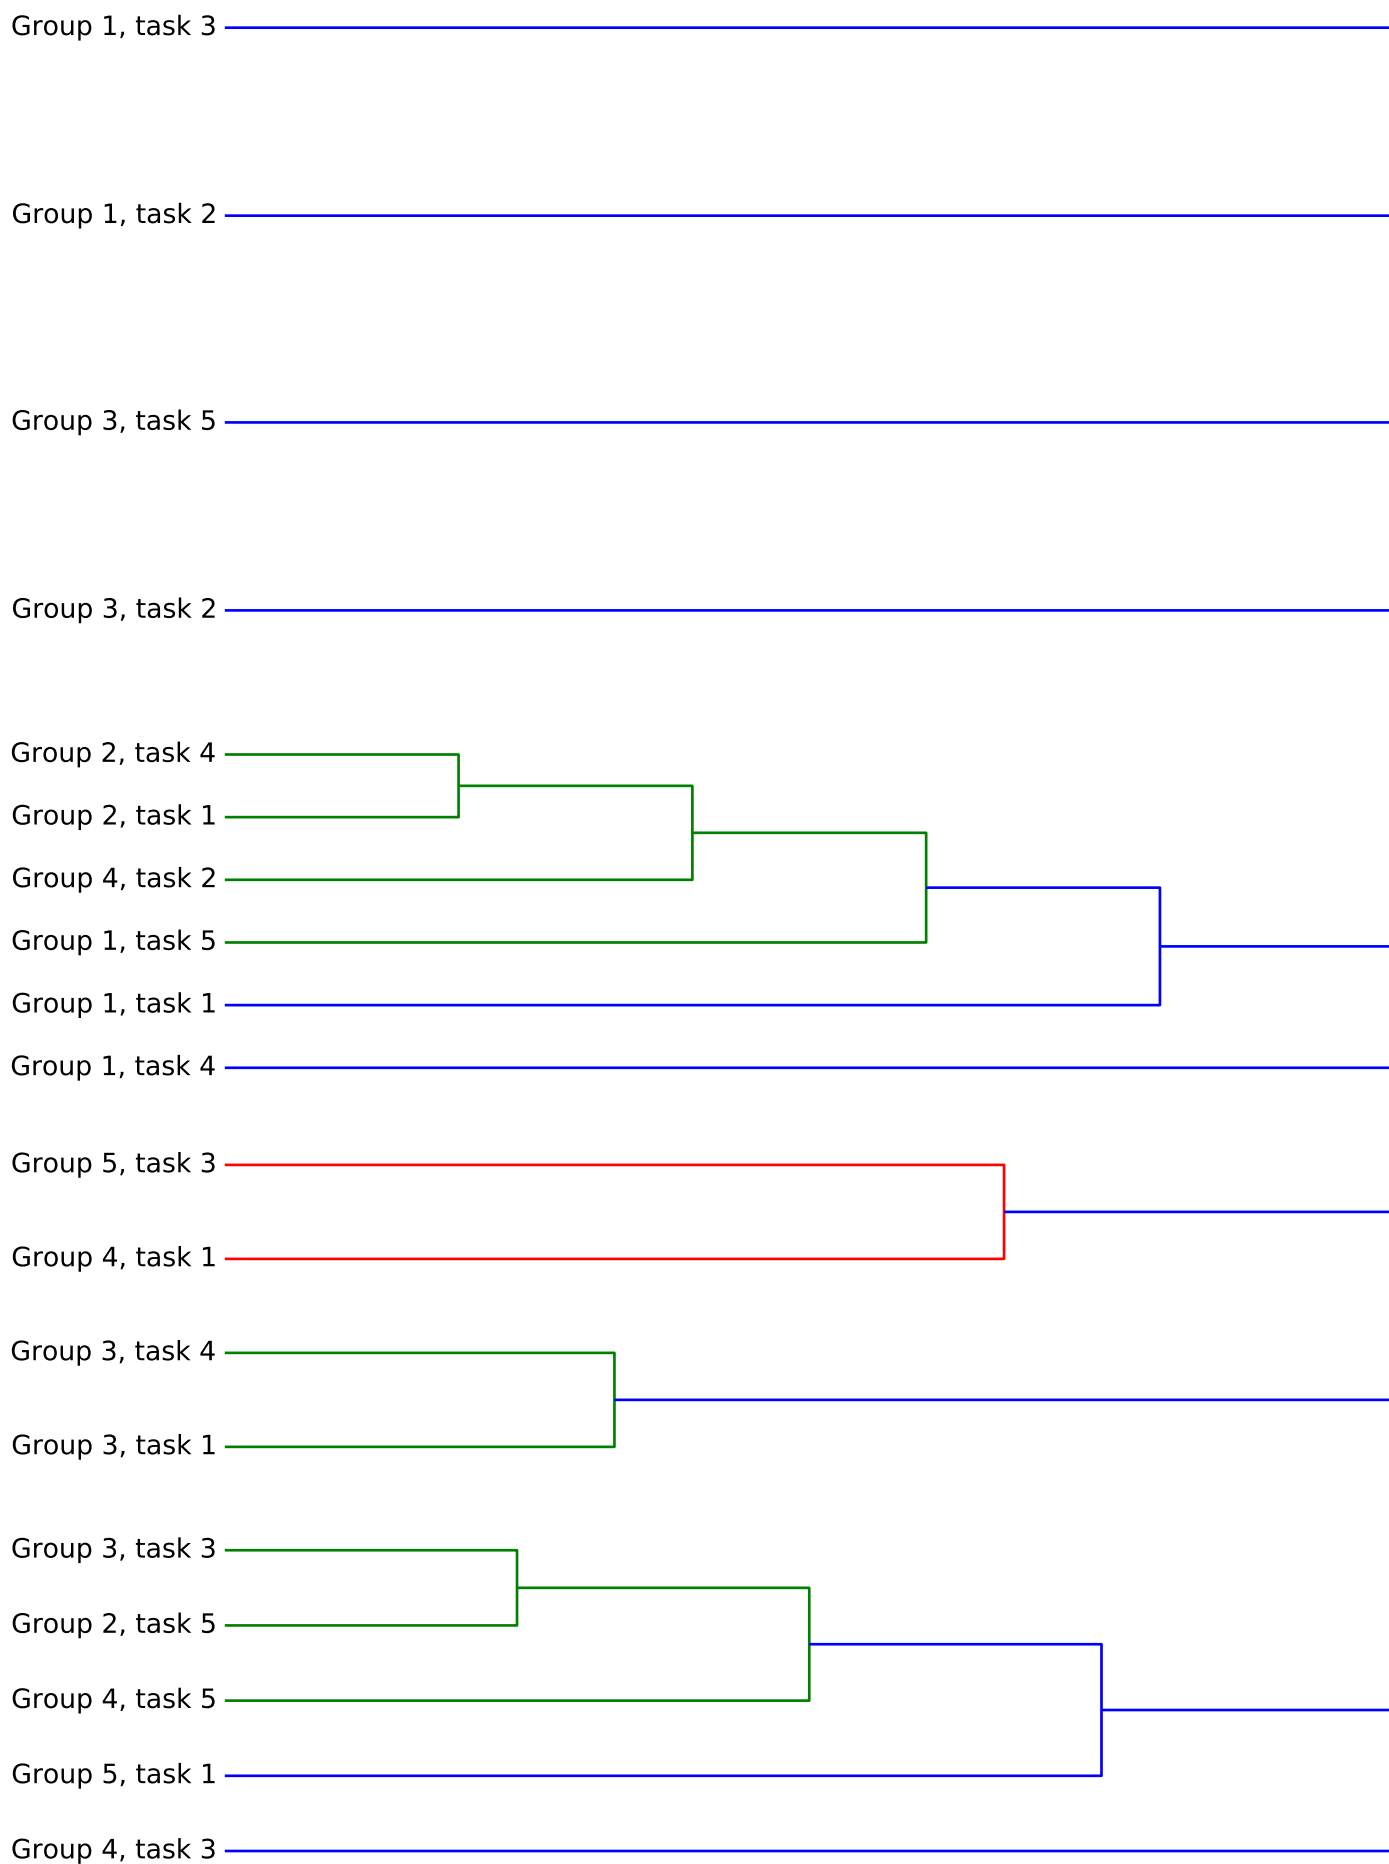 Group 1, task 3
Group 1, task 2
Group 3, task 5
Group 3, task 2
Group 2, task 4
Group 2, task 1
Group 4, task 2
Group 1, task 5
Group 1, task 1
Group 1, task 4
Group 5, task 3
Group 4, task 1
Group 3, task 4
Group 3, task 1
Group 3, task 3
Group 2, task 5
Group 4, task 5
Group 5, task 1
Group 4, task 3